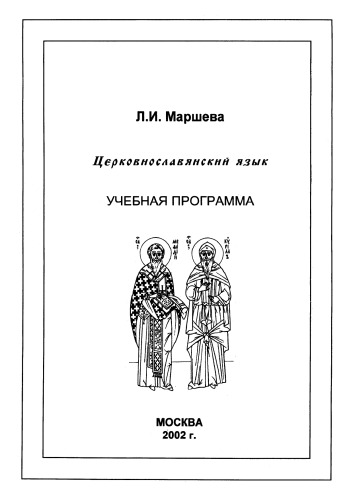 Л.И. Маршева
Церковнославянский язык
УЧЕБНАЯ ПРОГРАММА
МОСКВА
2002 г.